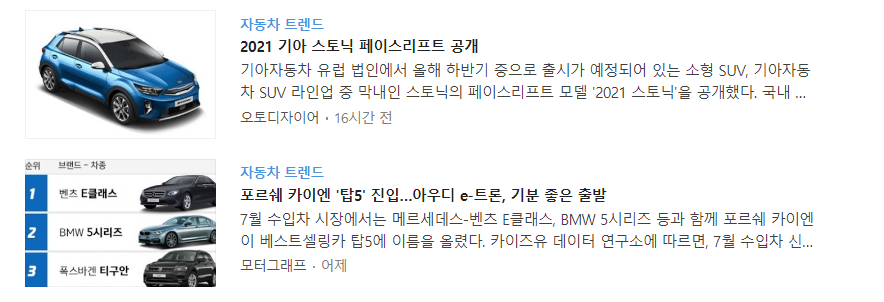 자동차 트렌드
2021 기아 스토닉 페이스리프트 공개
기아자동차 유럽 법인에서 올해 하반기 중으로 출시가 예정되어 있는 소형 SUV, 기아자동
차 SUV 라인업 중 막내인 스토닉의 페이스리프트 모델 '2021 스토닉'을 공개했다. 국내 ...
오토디자이어 · 16시간 전
순위 브랜드 - 차종
1 벤츠 E클래스
2 BMW 5시리즈
3 폭스바겐 티구안
자동차 트렌드
포르쉐 카이엔 '탑5' 진입...아우디 e-트론, 기분 좋은 출발
7월 수입차 시장에서는 메르세데스-벤츠 E클래스, BMW 5시리즈 등과 함께 포르쉐 카이엔
이 베스트셀링카 탑5에 이름을 올렸다. 카이즈유 데이터 연구소에 따르면, 7월 수입차 신...
모터그래프 · 어제